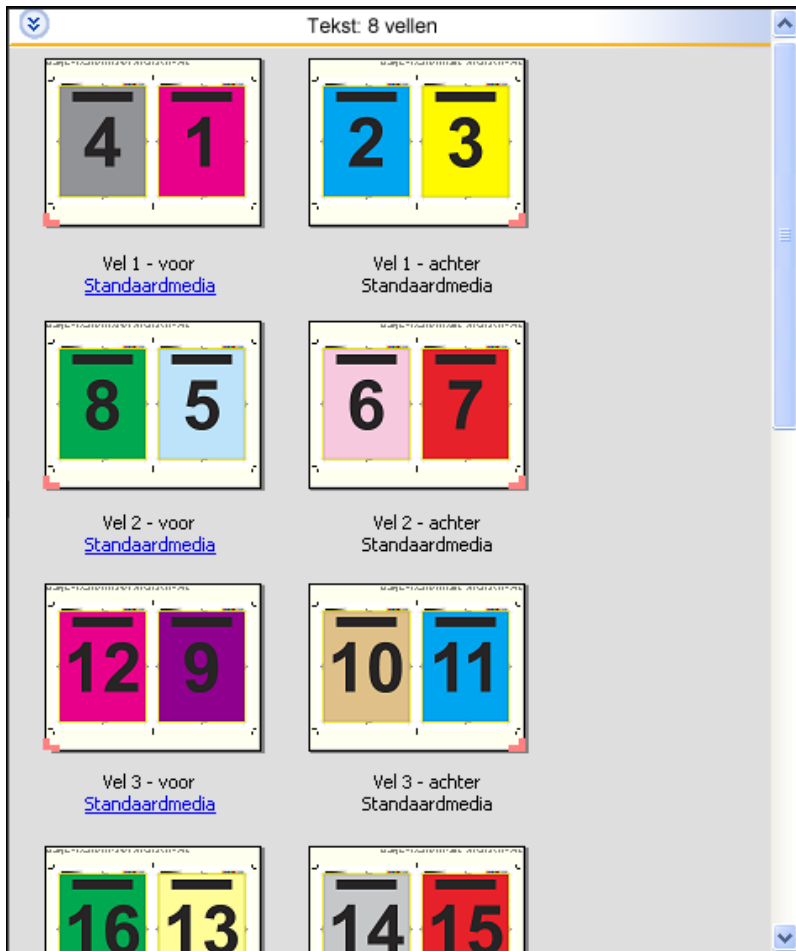 Tekst: 8 vellen
4 1 2 3
Vel 1 - voor Vel 1 - achter
Standaardmedia Standaardmedia
8 5 6 7
Vel 2 - voor Vel 2 - achter
Standaardmedia Standaardmedia
12 9 10 11
Vel 3 - voor Vel 3 - achter
Standaardmedia Standaardmedia
16 13 14 15